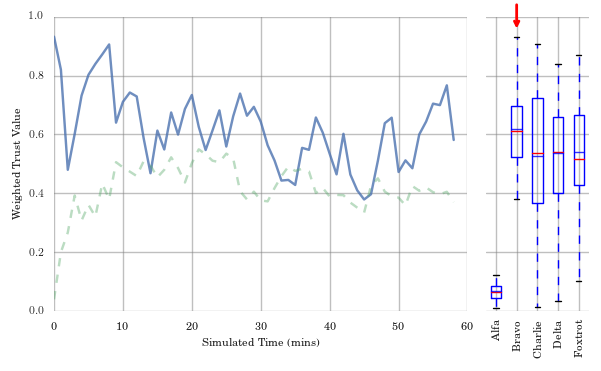 Weighted Trust Value
1.0
0.8
0.6
0.4
0.2
0.0
0 10 20 30 40 50 60
Simulated Time (mins)
Alfa
Bravo
Charlie
Delta
Foxtrot